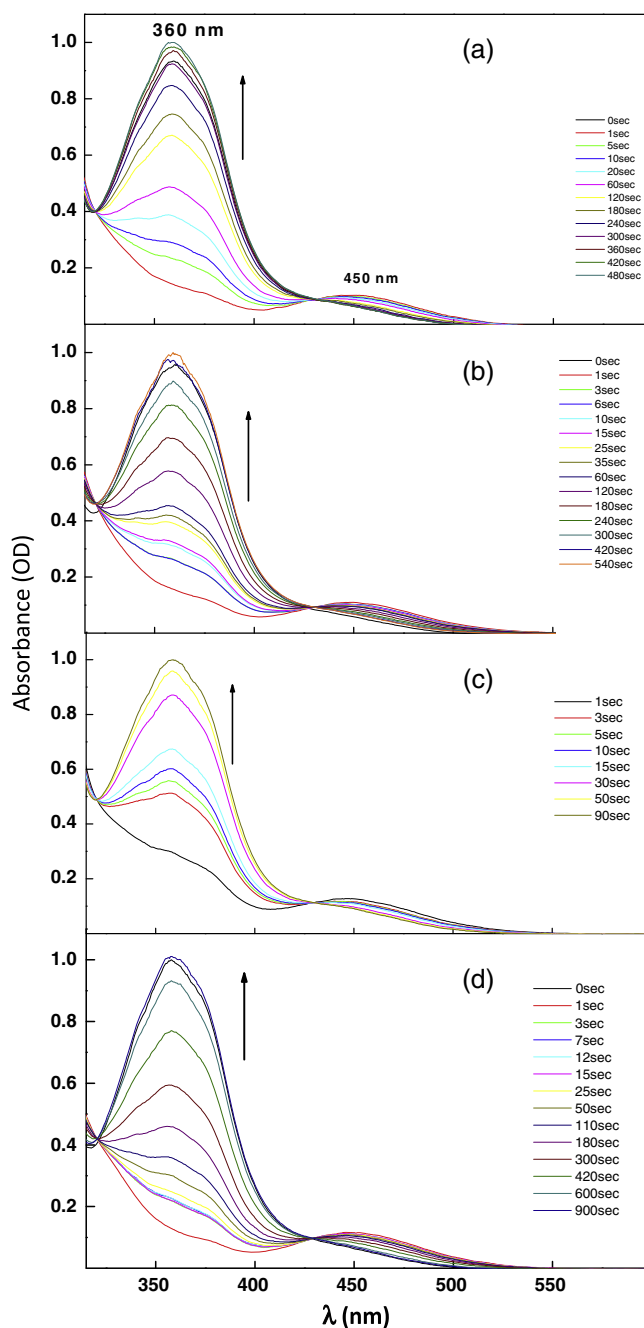 360 nm
(a)
1.0
0.8
0.6
0.4
0.2
450 nm
0sec
1sec
5sec
10sec
20sec
60sec
120sec
180sec
240sec
300sec
360sec
420sec
480sec
(b)
1.0
0.8
0.6
0.4
0.2
0sec
1sec
3sec
6sec
10sec
15sec
25sec
35sec
60sec
120sec
180sec
240sec
300sec
420sec
540sec
Absorbance (OD)
(c)
1.0
0.8
0.6
0.4
0.2
1sec
3sec
5sec
10sec
15sec
30sec
50sec
90sec
(d)
1.0
0.8
0.6
0.4
0.2
0sec
1sec
3sec
7sec
12sec
15sec
25sec
50sec
110sec
180sec
300sec
420sec
600sec
900sec
350 400 450 500 550
λ (nm)